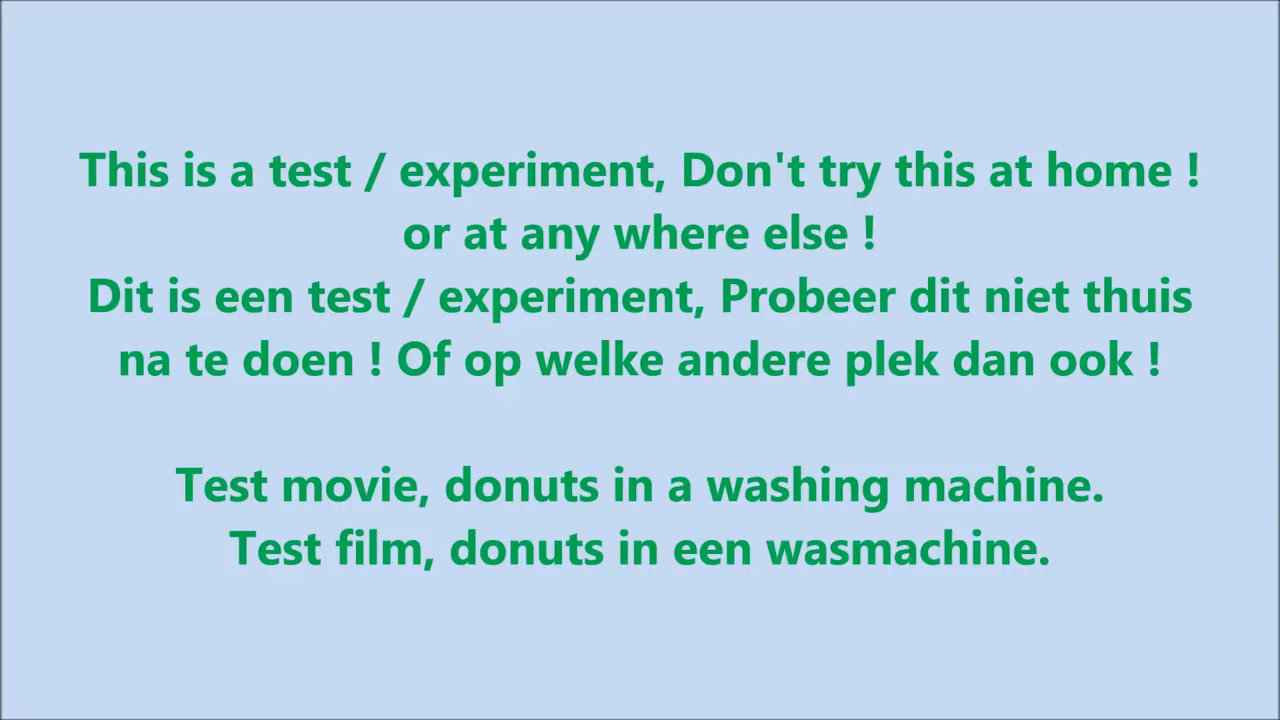 This is a test / experiment, Don't try this at home !
or at any where else !
Dit is een test / experiment, Probeer dit niet thuis
na te doen ! Of op welke andere plek dan ook !
Test movie, donuts in a washing machine.
Test film, donuts in een wasmachine.